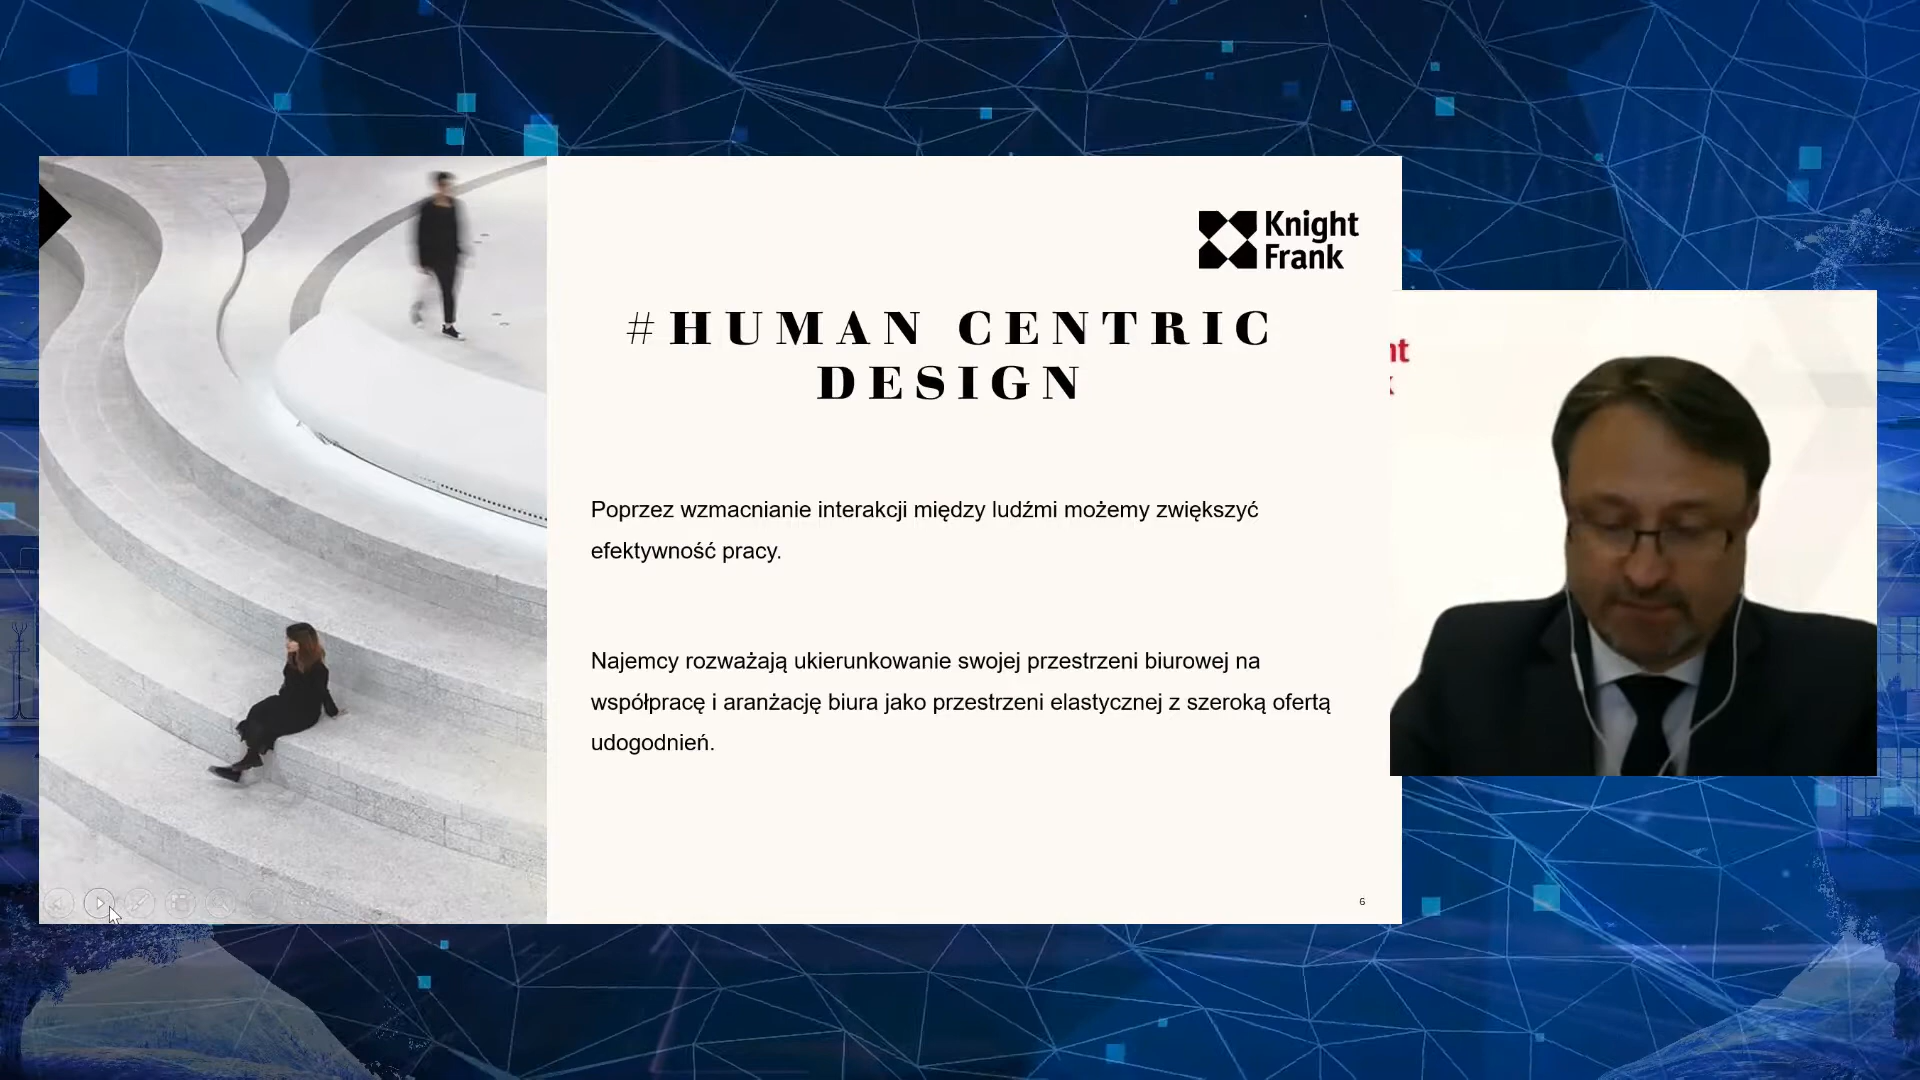 Knight
Frank
#HUMAN CENTRIC
DESIGN
Poprzez wzmacnianie interakcji między ludźmi możemy zwiększyć
efektywność pracy.
Najemcy rozważają ukierunkowanie swojej przestrzeni biurowej na
współpracę i aranżację biura jako przestrzeni elastycznej z szeroką ofertą
udogodnień.
6